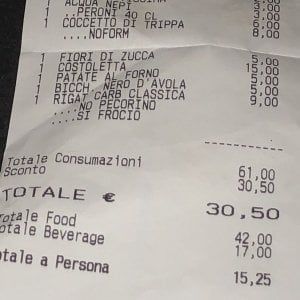 1 ACQUA NEPI
...PERONI 40 CL 5,00
1 COCCETTO DI TRIPPA 6,00
....NOFORM 8,00
1 FIORI DI ZUCCA 5,00
1 COSTOLETTA 15,00
1 PATATE AL FORNO 5,00
1 BICCH. NERO D'AVOLA 5,00
1 RIGAT CARB CLASSICA 9,00
....NO PECORINO
....SI FROCIO
Totale Consumazioni 61,00
Sconto 30,50
TOTALE € 30,50
Totale Food 42,00
Totale Beverage 17,00
Totale a Persona 15,25